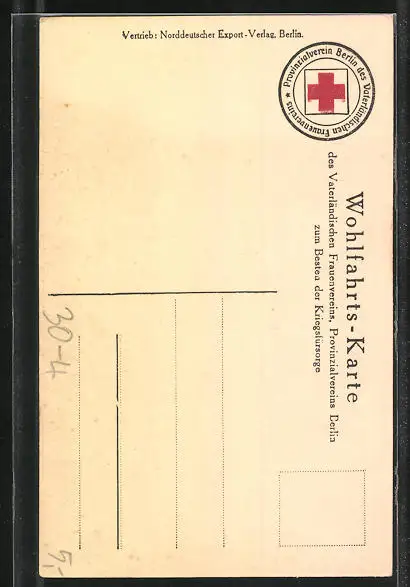 Vertrieb: Norddeutscher Export-Verlag, Berlin.
Provinzialverein Berlin des Vaterländischen Frauenvereins ★
Wohlfahrts-Karte
des Vaterländischen Frauenvereins, Provinzialvereins Berlin
zum Besten der Kriegsfürsorge
30-4
5,-